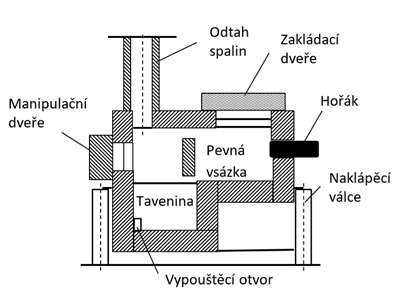 Odtah
spalin
Zakládací
dveře
Manipulační
dveře
Hořák
Pevná
vsázka
Naklápěcí
válce
Tavenina
Vypouštěcí otvor